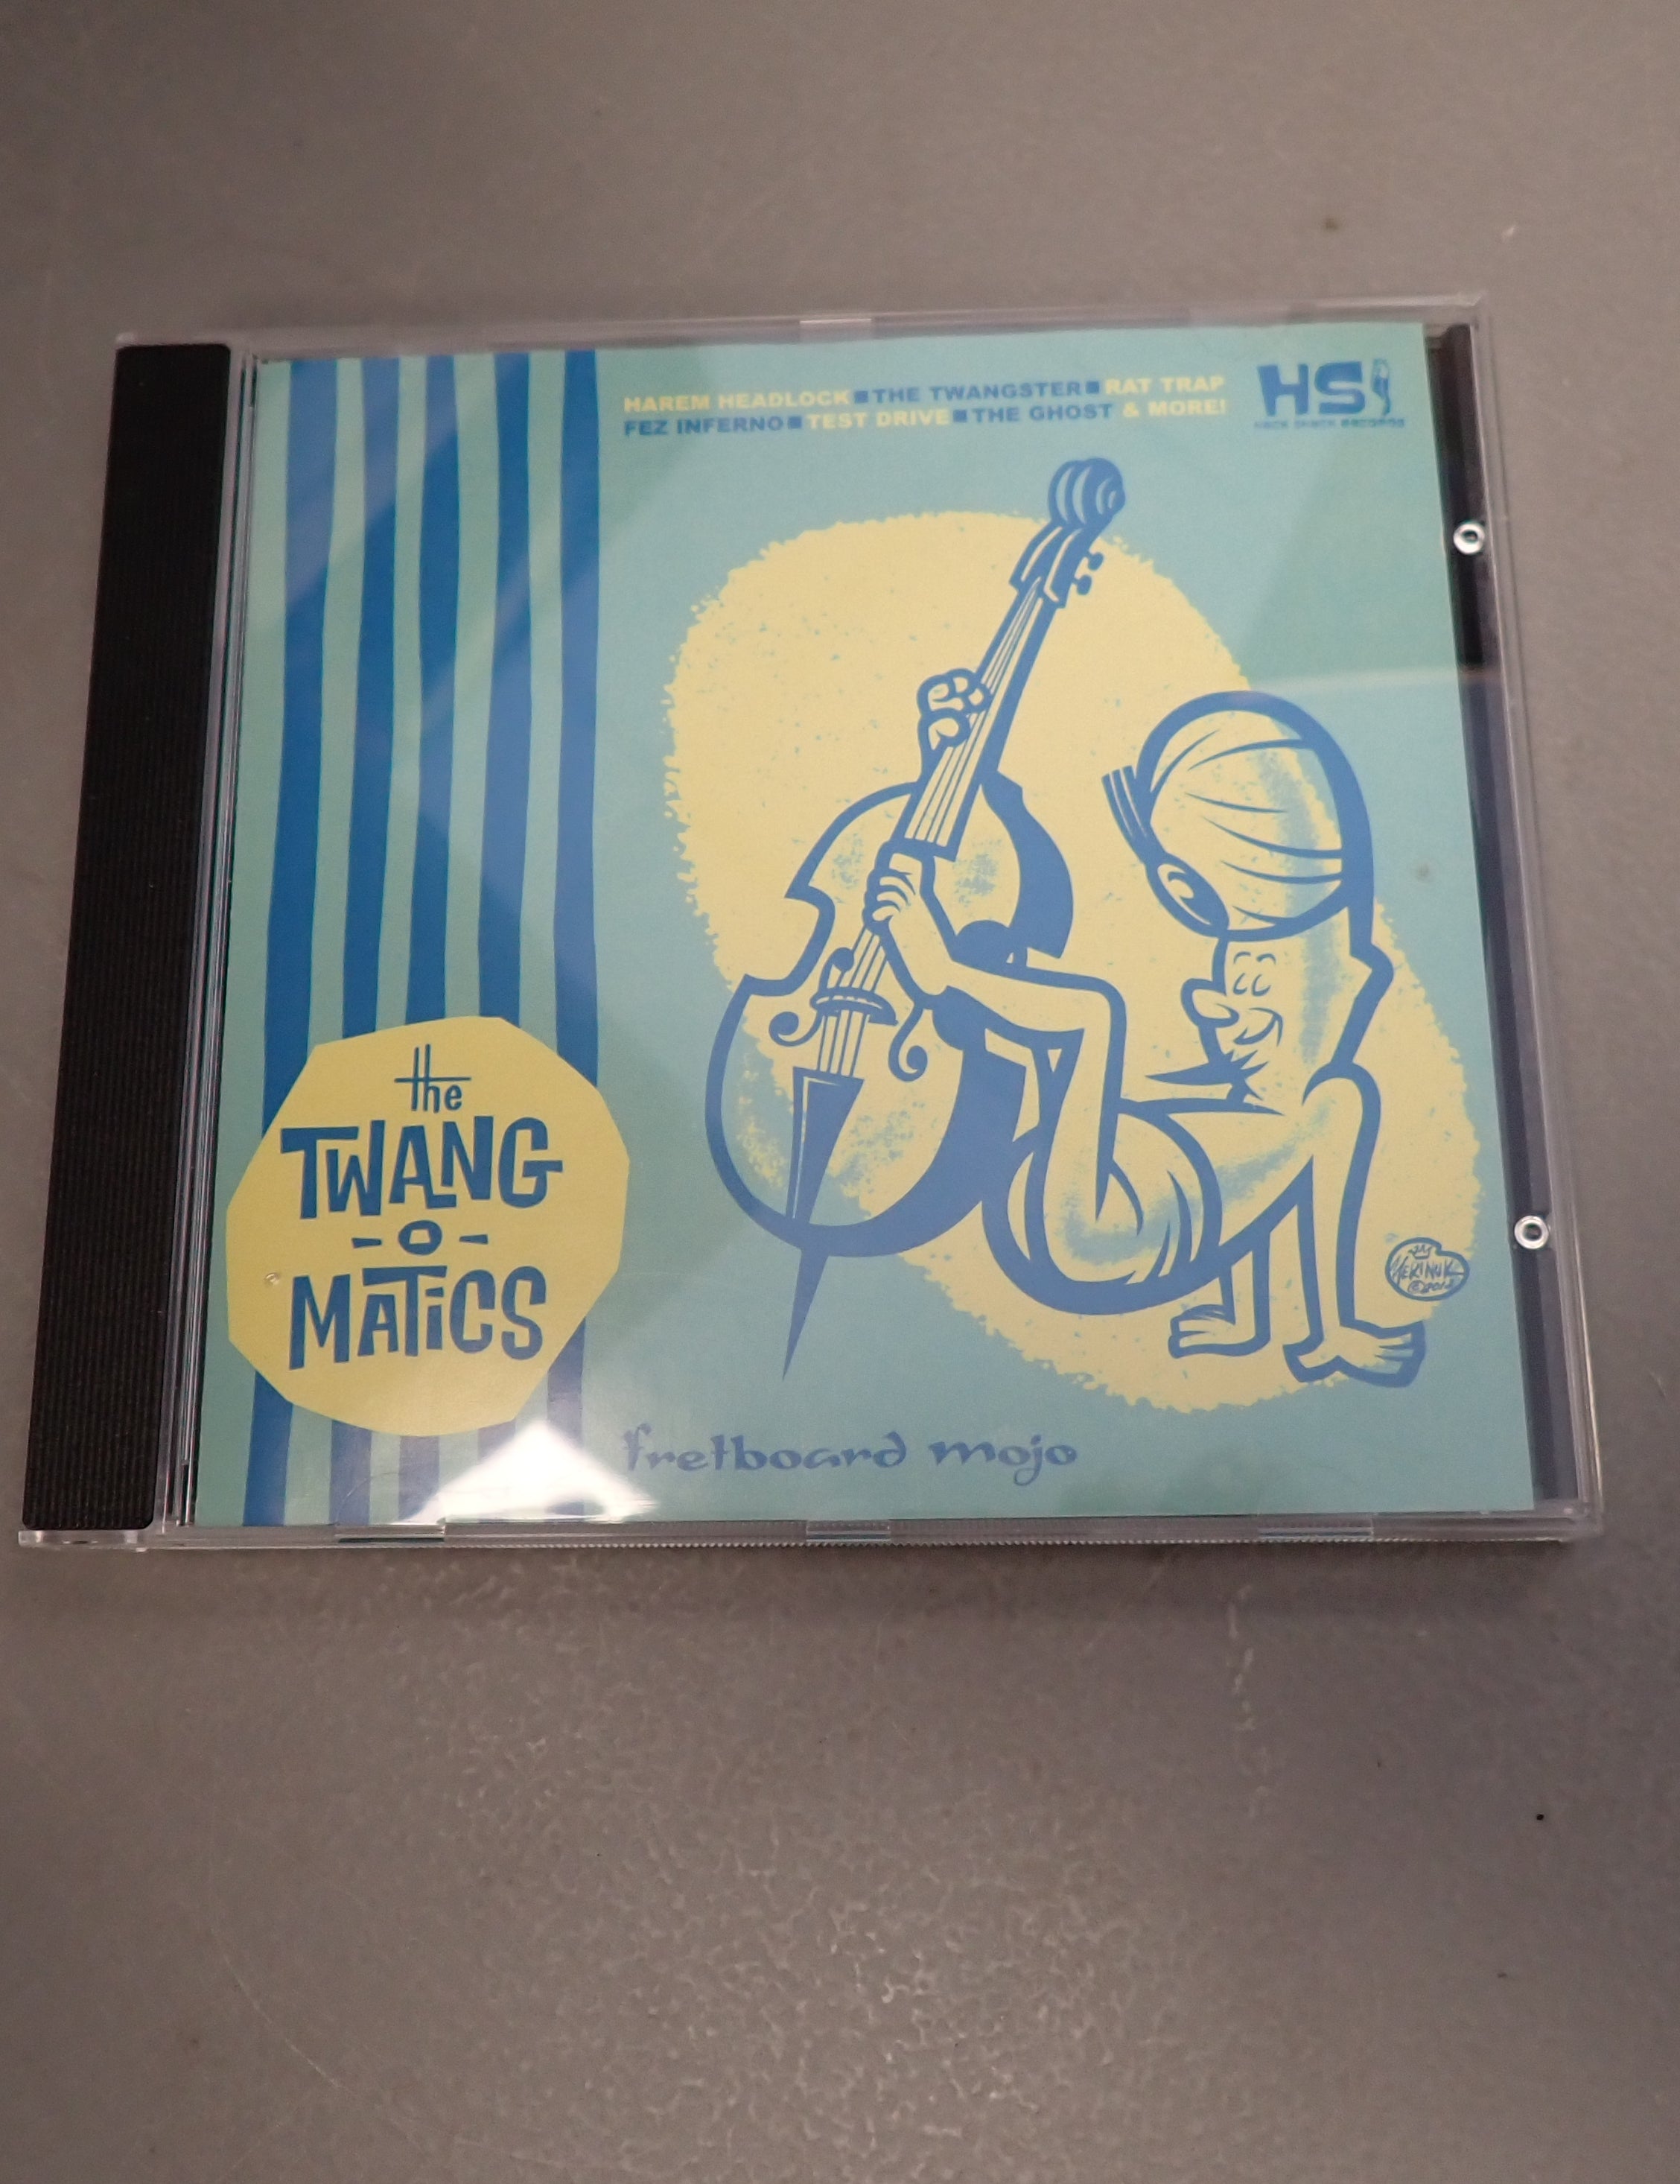 HAREM HEADLOCK■THE TWANGSTER■RAT TRAP
FEZ INFERNO■TEST DRIVE■THE GHOST & MORE!
HS
the
TWANG
-O-
MATiCS
fretboard mojo